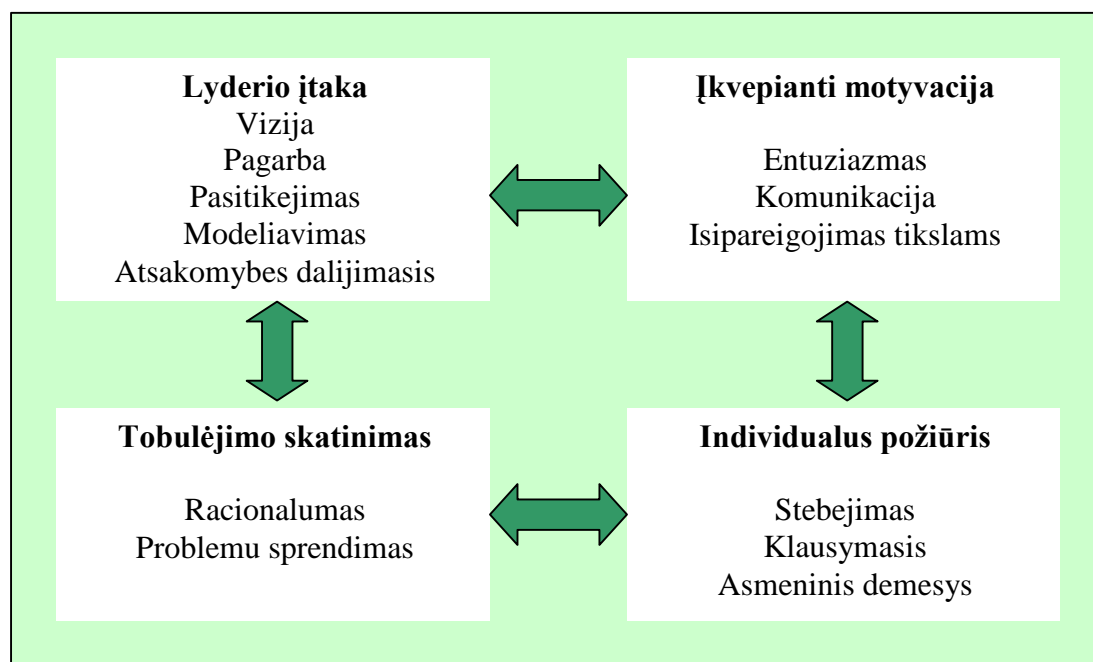 Lyderio įtaka
Vizija
Pagarba
Pasitikejimas
Modeliavimas
Atsakomybes dalijimasis
Įkvepianti motyvacija
Entuziazmas
Komunikacija
Isipareigojimas tikslams
Tobulėjimo skatinimas
Racionalumas
Problemu sprendimas
Individualus požiūris
Stebejimas
Klausymasis
Asmeninis demesys